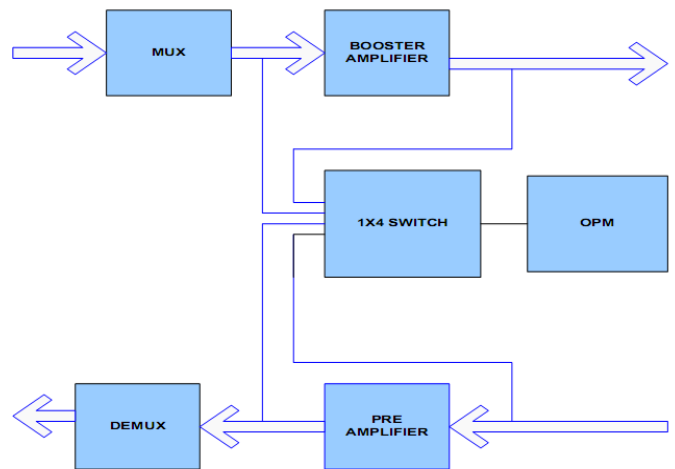 MUX
BOOSTER
AMPLIFIER
1X4 SWITCH
OPM
DEMUX
PRE
AMPLIFIER